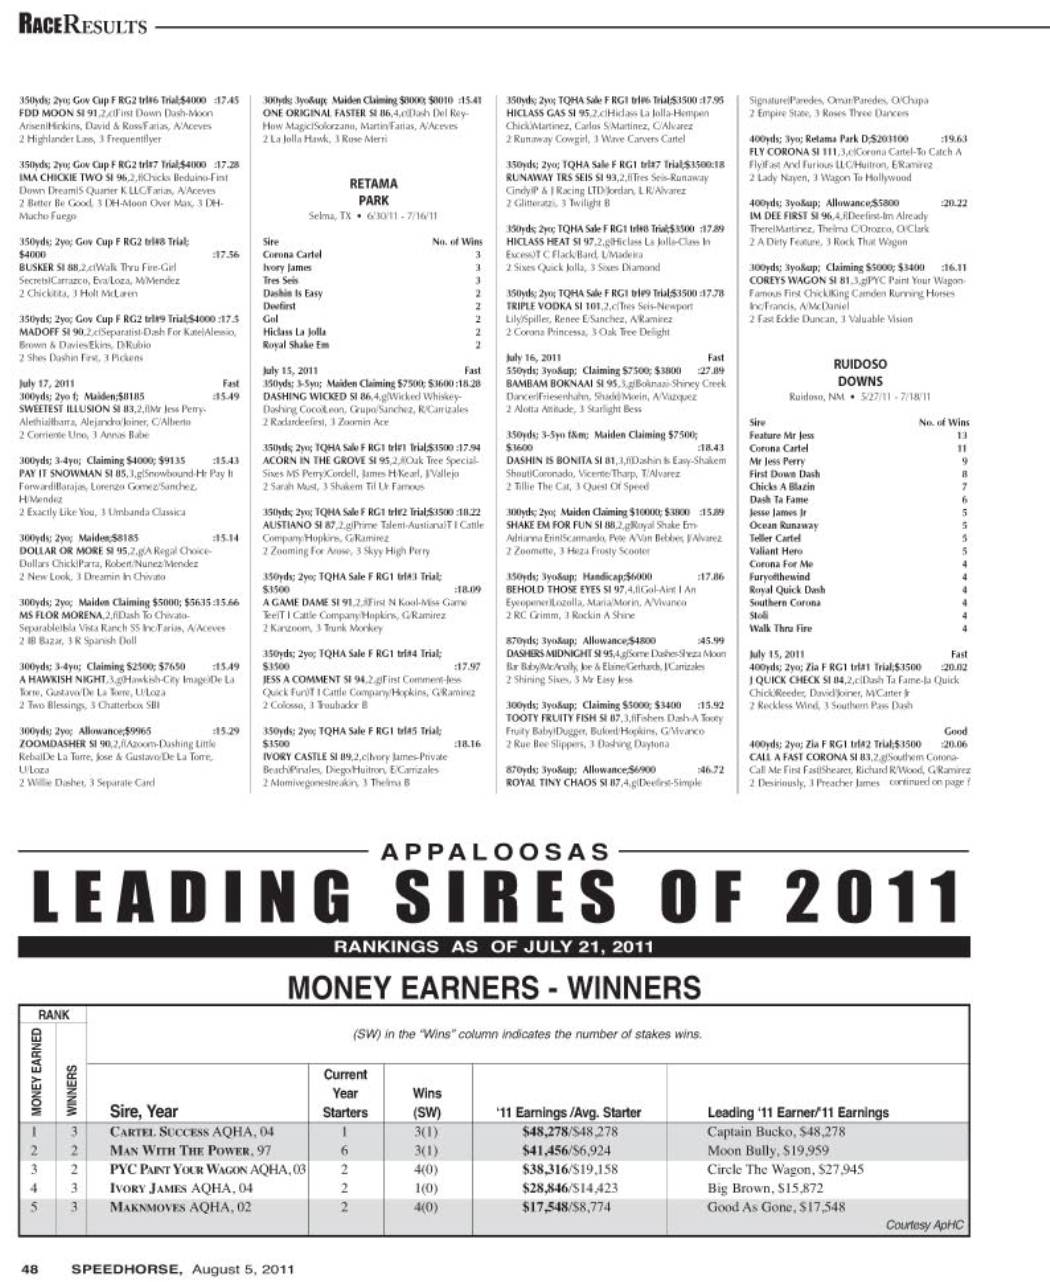 RACERESULTS
350yds; 2yo; Gov Cup F RG2 trl#6 Trial;$4000 :17.45
FDD MOON SI 91,2,c(First Down Dash-Moon
Arisen)Hinkins, David & Ross/Farias, A/Aceves
2 Highlander Lass, 3 Frequentflyer
350yds; 2yo; Gov Cup F RG2 trl#7 Trial;$4000 :17.28
IMA CHICKIE TWO SI 96,2,f(Chicks Beduino-First
Down Dream)S Quarter K LLC/Farias, A/Aceves
2 Better Be Good, 3 DH-Moon Over Max, 3 DH-
Mucho Fuego
350yds; 2yo; Gov Cup F RG2 trl#8 Trial;
$4000 :17.56
BUSKER SI 88,2,c(Walk Thru Fire-Girl
Secrets)Carrazco, Eva/Loza, M/Mendez
2 Chickitita, 3 Holt McLaren
350yds; 2yo; Gov Cup F RG2 trl#9 Trial;$4000 :17.5
MADOFF SI 90,2,c(Separatist-Dash For Kate)Alessio,
Brown & Davies/Ekins, D/Rubio
2 Shes Dashin First, 3 Pickens
July 17, 2011 Fast
300yds; 2yo f; Maiden;$8185 :15.49
SWEETEST ILLUSION SI 83,2,f(Mr Jess Perry-
Alethia)Ibarra, Alejandro/Joiner, C/Alberto
2 Corriente Uno, 3 Annas Babe
300yds; 3-4yo; Claiming $4000; $9135 :15.43
PAY IT SNOWMAN SI 85,3,g(Snowbound-Hr Pay It
Forward)Barajas, Lorenzo Gomez/Sanchez,
H/Mendez
2 Exactly Like You, 3 Umbanda Classica
300yds; 2yo; Maiden;$8185 :15.14
DOLLAR OR MORE SI 95,2,g(A Regal Choice-
Dollars Chick)Parra, Robert/Nunez/Mendez
2 New Look, 3 Dreamin In Chivato
300yds; 2yo; Maiden Claiming $5000; $5635 :15.66
MS FLOR MORENA,2,f(Dash To Chivato-
Separable)Isla Vista Ranch SS Inc/Farias, A/Aceves
2 IB Bazar, 3 R Spanish Doll
300yds; 3-4yo; Claiming $2500; $7650 :15.49
A HAWKISH NIGHT,3,g(Hawkish-City Image)De La
Torre, Gustavo/De La Torre, U/Loza
2 Two Blessings, 3 Chatterbox SBI
300yds; 2yo; Allowance;$9965 :15.29
ZOOMDASHER SI 90,2,f(Azoom-Dashing Little
Reba)De La Torre, Jose & Gustavo/De La Torre,
U/Loza
2 Willie Dasher, 3 Separate Card
300yds; 3yo&up; Maiden Claiming $8000; $8010 :15.41
ONE ORIGINAL FASTER SI 86,4,c(Dash Del Rey-
How Magic)Solorzano, Martin/Farias, A/Aceves
2 La Jolla Hawk, 3 Rose Merri
RETAMA
PARK
Selma, TX • 6/30/11 - 7/16/11
Sire No. of Wins
Corona Cartel 3
Ivory James 3
Tres Seis 3
Dashin Is Easy 2
Deefirst 2
Gol 2
Hiclass La Jolla 2
Royal Shake Em 2
July 15, 2011 Fast
350yds; 3-5yo; Maiden Claiming $7500; $3600 :18.28
DASHING WICKED SI 86,4,g(Wicked Whiskey-
Dashing Coco)Leon, Grupo/Sanchez, R/Carrizales
2 Radardeefirst, 3 Zoomin Ace
350yds; 2yo; TQHA Sale F RG1 trl#1 Trial;$3500 :17.94
ACORN IN THE GROVE SI 95,2,f(Oak Tree Special-
Sixes MS Perry)Cordell, James H/Kearl, J/Vallejo
2 Sarah Must, 3 Shakem Til Ur Famous
350yds; 2yo; TQHA Sale F RG1 trl#2 Trial;$3500 :18.22
AUSTIANO SI 87,2,g(Prime Talent-Austiana)T I Cattle
Company/Hopkins, G/Ramirez
2 Zooming For Arose, 3 Skyy High Perry
350yds; 2yo; TQHA Sale F RG1 trl#3 Trial;
$3500 :18.09
A GAME DAME SI 91,2,f(First N Kool-Miss Game
Tee)T I Cattle Company/Hopkins, G/Ramirez
2 Kanzoom, 3 Trunk Monkey
350yds; 2yo; TQHA Sale F RG1 trl#4 Trial;
$3500 :17.97
JESS A COMMENT SI 94,2,g(First Comment-Jess
Quick Fun)T I Cattle Company/Hopkins, G/Ramirez
2 Colosso, 3 Troubador B
350yds; 2yo; TQHA Sale F RG1 trl#5 Trial;
$3500 :18.16
IVORY CASTLE SI 89,2,c(Ivory James-Private
Beach)Pinales, Diego/Huitron, E/Carrizales
2 Momivegonestreakin, 3 Thelma B
350yds; 2yo; TQHA Sale F RG1 trl#6 Trial;$3500 :17.95
HICLASS GAS SI 95,2,c(Hiclass La Jolla-Hempen
Chick)Martinez, Carlos S/Martinez, C/Alvarez
2 Runaway Cowgirl, 3 Wave Carvers Cartel
350yds; 2yo; TQHA Sale F RG1 trl#7 Trial;$3500:18
RUNAWAY TRS SEIS SI 93,2,f(Tres Seis-Runaway
Cindy)P & J Racing LTD/Jordan, L R/Alvarez
2 Glitteratzi, 3 Twilight B
350yds; 2yo; TQHA Sale F RG1 trl#8 Trial;$3500 :17.89
HICLASS HEAT SI 97,2,g(Hiclass La Jolla-Class In
Excess)T C Flack/Bard, L/Madeira
2 Sixes Quick Jolla, 3 Sixes Diamond
350yds; 2yo; TQHA Sale F RG1 trl#9 Trial;$3500 :17.78
TRIPLE VODKA SI 101,2,c(Tres Seis-Newport
Lily)Spiller, Renee E/Sanchez, A/Ramirez
2 Corona Princessa, 3 Oak Tree Delight
July 16, 2011 Fast
550yds; 3yo&up; Claiming $7500; $3800 :27.89
BAMBAM BOKNAAI SI 95,3,g(Boknaai-Shiney Creek
Dancer)Friesenhahn, Shadd/Morin, A/Vazquez
2 Alotta Attitude, 3 Starlight Bess
350yds; 3-5yo f&m; Maiden Claiming $7500;
$3600 :18.43
DASHIN IS BONITA SI 81,3,f(Dashin Is Easy-Shakem
Shout)Coronado, Vicente/Tharp, T/Alvarez
2 Tillie The Cat, 3 Quest Of Speed
300yds; 2yo; Maiden Claiming $10000; $3800 :15.89
SHAKE EM FOR FUN SI 88,2,g(Royal Shake Em-
Adrianna Erin)Scarmardo, Pete A/Van Bebber, J/Alvarez
2 Zoomette, 3 Heza Frosty Scooter
350yds; 3yo&up; Handicap;$6000 :17.86
BEHOLD THOSE EYES SI 97,4,f(Gol-Aint I An
Eyeopener)Lozolla, Maria/Morin, A/Vivanco
2 RC Grimm, 3 Rockin A Shine
870yds; 3yo&up; Allowance;$4800 :45.99
DASHERS MIDNIGHT SI 95,4,g(Some Dasher-Sheza Moon
Bar Baby)McAnally, Joe & Elaine/Gerhards, J/Carrizales
2 Shining Sixes, 3 Mr Easy Jess
300yds; 3yo&up; Claiming $5000; $3400 :15.92
TOOTY FRUITY FISH SI 87,3,f(Fishers Dash-A Tooty
Fruity Baby)Dugger, Buford/Hopkins, G/Vivanco
2 Rue Bee Slippers, 3 Dashing Daytona
870yds; 3yo&up; Allowance;$6900 :46.72
ROYAL TINY CHAOS SI 87,4,g(Deefirst-Simple
Signature)Paredes, Omar/Paredes, O/Chapa
2 Empire State, 3 Roses Three Dancers
400yds; 3yo; Retama Park D;$203100 :19.63
FLY CORONA SI 111,3,c(Corona Cartel-To Catch A
Fly)Fast And Furious LLC/Huitron, E/Ramirez
2 Lady Nayen, 3 Wagon To Hollywood
400yds; 3yo&up; Allowance;$5800 :20.22
IM DEE FIRST SI 96,4,f(Deefirst-Im Already
There)Martinez, Thelma C/Orozco, O/Clark
2 A Dirty Feature, 3 Rock That Wagon
300yds; 3yo&up; Claiming $5000; $3400 :16.11
COREYS WAGON SI 81,3,g(PYC Paint Your Wagon-
Famous First Chick)King Camden Running Horses
Inc/Francis, A/McDaniel
2 Fast Eddie Duncan, 3 Valuable Vision
RUIDOSO
DOWNS
Ruidoso, NM • 5/27/11 - 7/18/11
Sire No. of Wins
Feature Mr Jess 13
Corona Cartel 11
Mr Jess Perry 9
First Down Dash 8
Chicks A Blazin 7
Dash Ta Fame 6
Jesse James Jr 5
Ocean Runaway 5
Teller Cartel 5
Valiant Hero 5
Corona For Me 4
Furyofthewind 4
Royal Quick Dash 4
Southern Corona 4
Stoli 4
Walk Thru Fire 4
July 15, 2011 Fast
400yds; 2yo; Zia F RG1 trl#1 Trial;$3500 :20.02
J QUICK CHECK SI 84,2,c(Dash Ta Fame-Ja Quick
Chick)Reeder, David/Joiner, M/Carter Jr
2 Reckless Wind, 3 Southern Pass Dash
Good
400yds; 2yo; Zia F RG1 trl#2 Trial;$3500 :20.06
CALL A FAST CORONA SI 83,2,g(Southern Corona-
Call Me First Fast)Shearer, Richard R/Wood, G/Ramirez
2 Desiriously, 3 Preacher James continued on page ?
APPALOOSAS
LEADING SIRES OF 2011
RANKINGS AS OF JULY 21, 2011
MONEY EARNERS - WINNERS
RANK
(SW) in the "Wins" column indicates the number of stakes wins.
MONEY EARNED
WINNERS
Sire, Year
Current Year Starters
Wins (SW)
'11 Earnings /Avg. Starter
Leading '11 Earner/'11 Earnings
1 3 CARTEL SUCCESS AQHA, 04 1 3(1) $48,278/$48,278 Captain Bucko, $48,278
2 2 MAN WITH THE POWER, 97 6 3(1) $41,456/$6,924 Moon Bully, $19,959
3 2 PYC PAINT YOUR WAGON AQHA, 03 2 4(0) $38,316/$19,158 Circle The Wagon, $27,945
4 3 IVORY JAMES AQHA, 04 2 1(0) $28,846/$14,423 Big Brown, $15,872
5 3 MAKNMOVES AQHA, 02 2 4(0) $17,548/$8,774 Good As Gone, $17,548
Courtesy ApHC
48 SPEEDHORSE, August 5, 2011